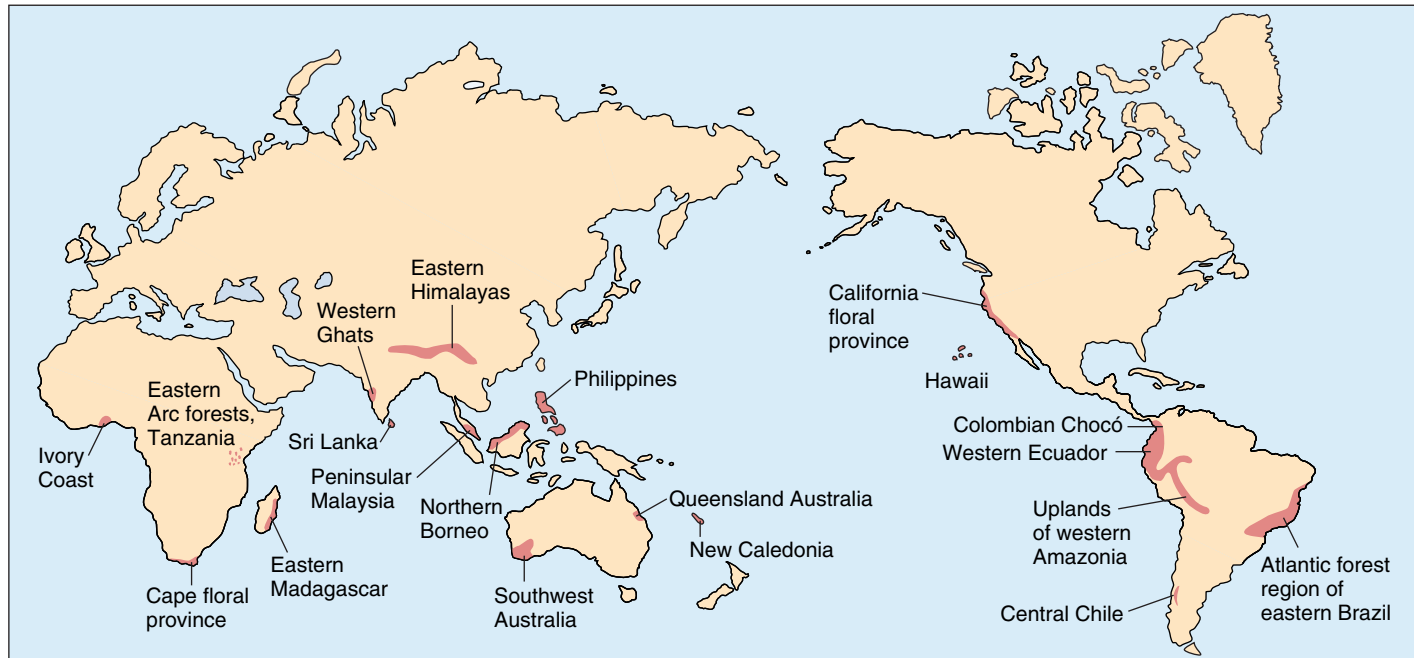 Eastern
Himalayas
Western
Ghats
California
floral
province
Philippines
Hawaii
Eastern
Arc forests,
Tanzania
Colombian Chocó
Sri Lanka
Western Ecuador
Ivory
Coast
Peninsular
Malaysia
Northern
Borneo
Queensland Australia
Uplands
of western
Amazonia
New Caledonia
Eastern
Madagascar
Atlantic forest
region of
eastern Brazil
Cape floral
province
Southwest
Australia
Central Chile